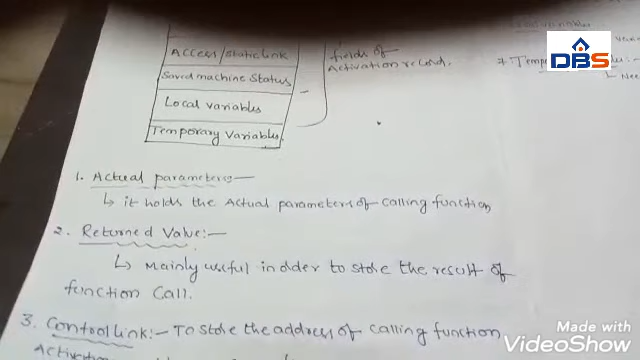 Access/Static link
Saved machine Status
Local variables
Temporary Variables
fields of
Activation record.
DBS
1. Actual parameters—
↳ it holds the Actual parameters of calling function
2. Returned Value:—
↳ Mainly useful in order to store the result of
function Call.
3. Control link:— To store the address of calling function
Made with
VideoShow